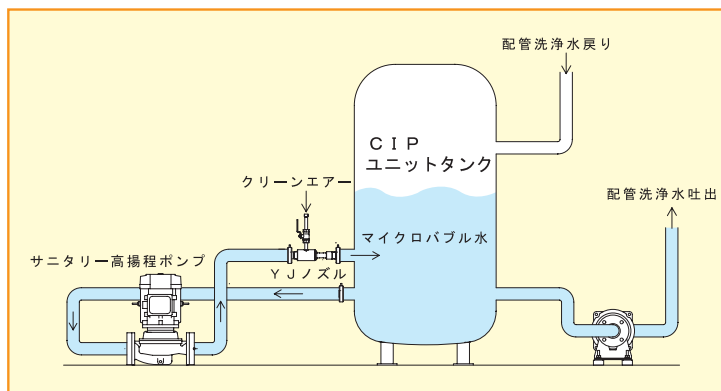 配管洗浄水戻り
ＣＩＰ
ユニットタンク
クリーンエアー
配管洗浄水吐出
マイクロバブル水
サニタリー高揚程ポンプ
ＹＪノズル